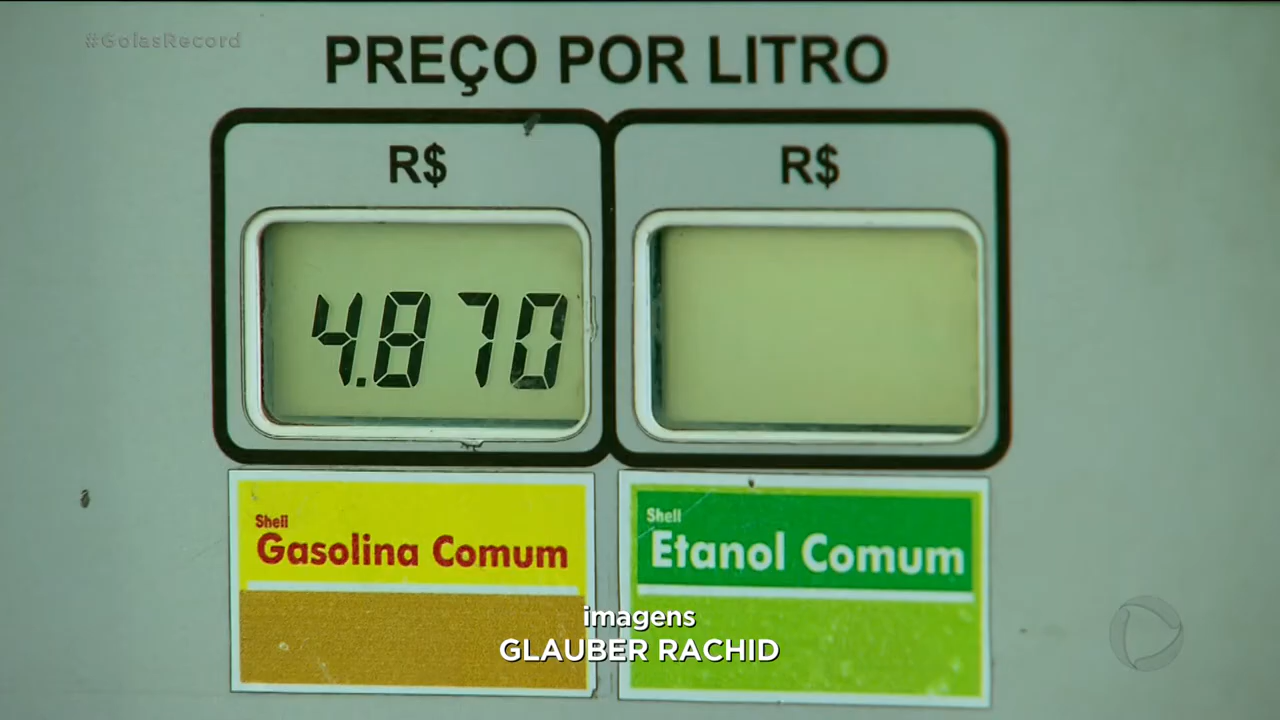 #GoiasRecord
PREÇO POR LITRO
R$ R$
4.870
Shell
Gasolina Comum
Shell
Etanol Comum
imagens
GLAUBER RACHID